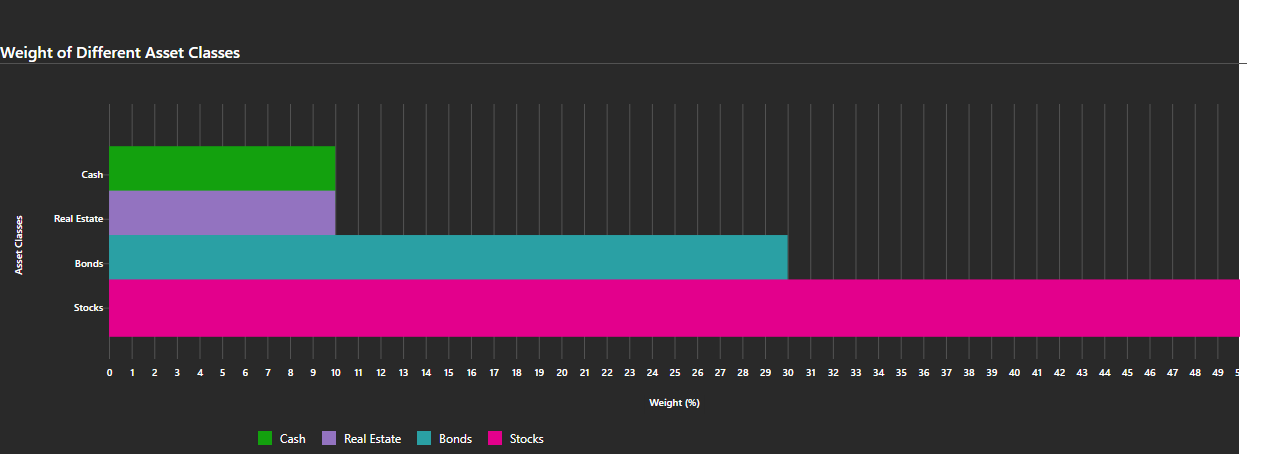 Weight of Different Asset Classes
Asset Classes
Cash
Real Estate
Bonds
Stocks
0 1 2 3 4 5 6 7 8 9 10 11 12 13 14 15 16 17 18 19 20 21 22 23 24 25 26 27 28 29 30 31 32 33 34 35 36 37 38 39 40 41 42 43 44 45 46 47 48 49
Weight (%)
Cash Real Estate Bonds Stocks